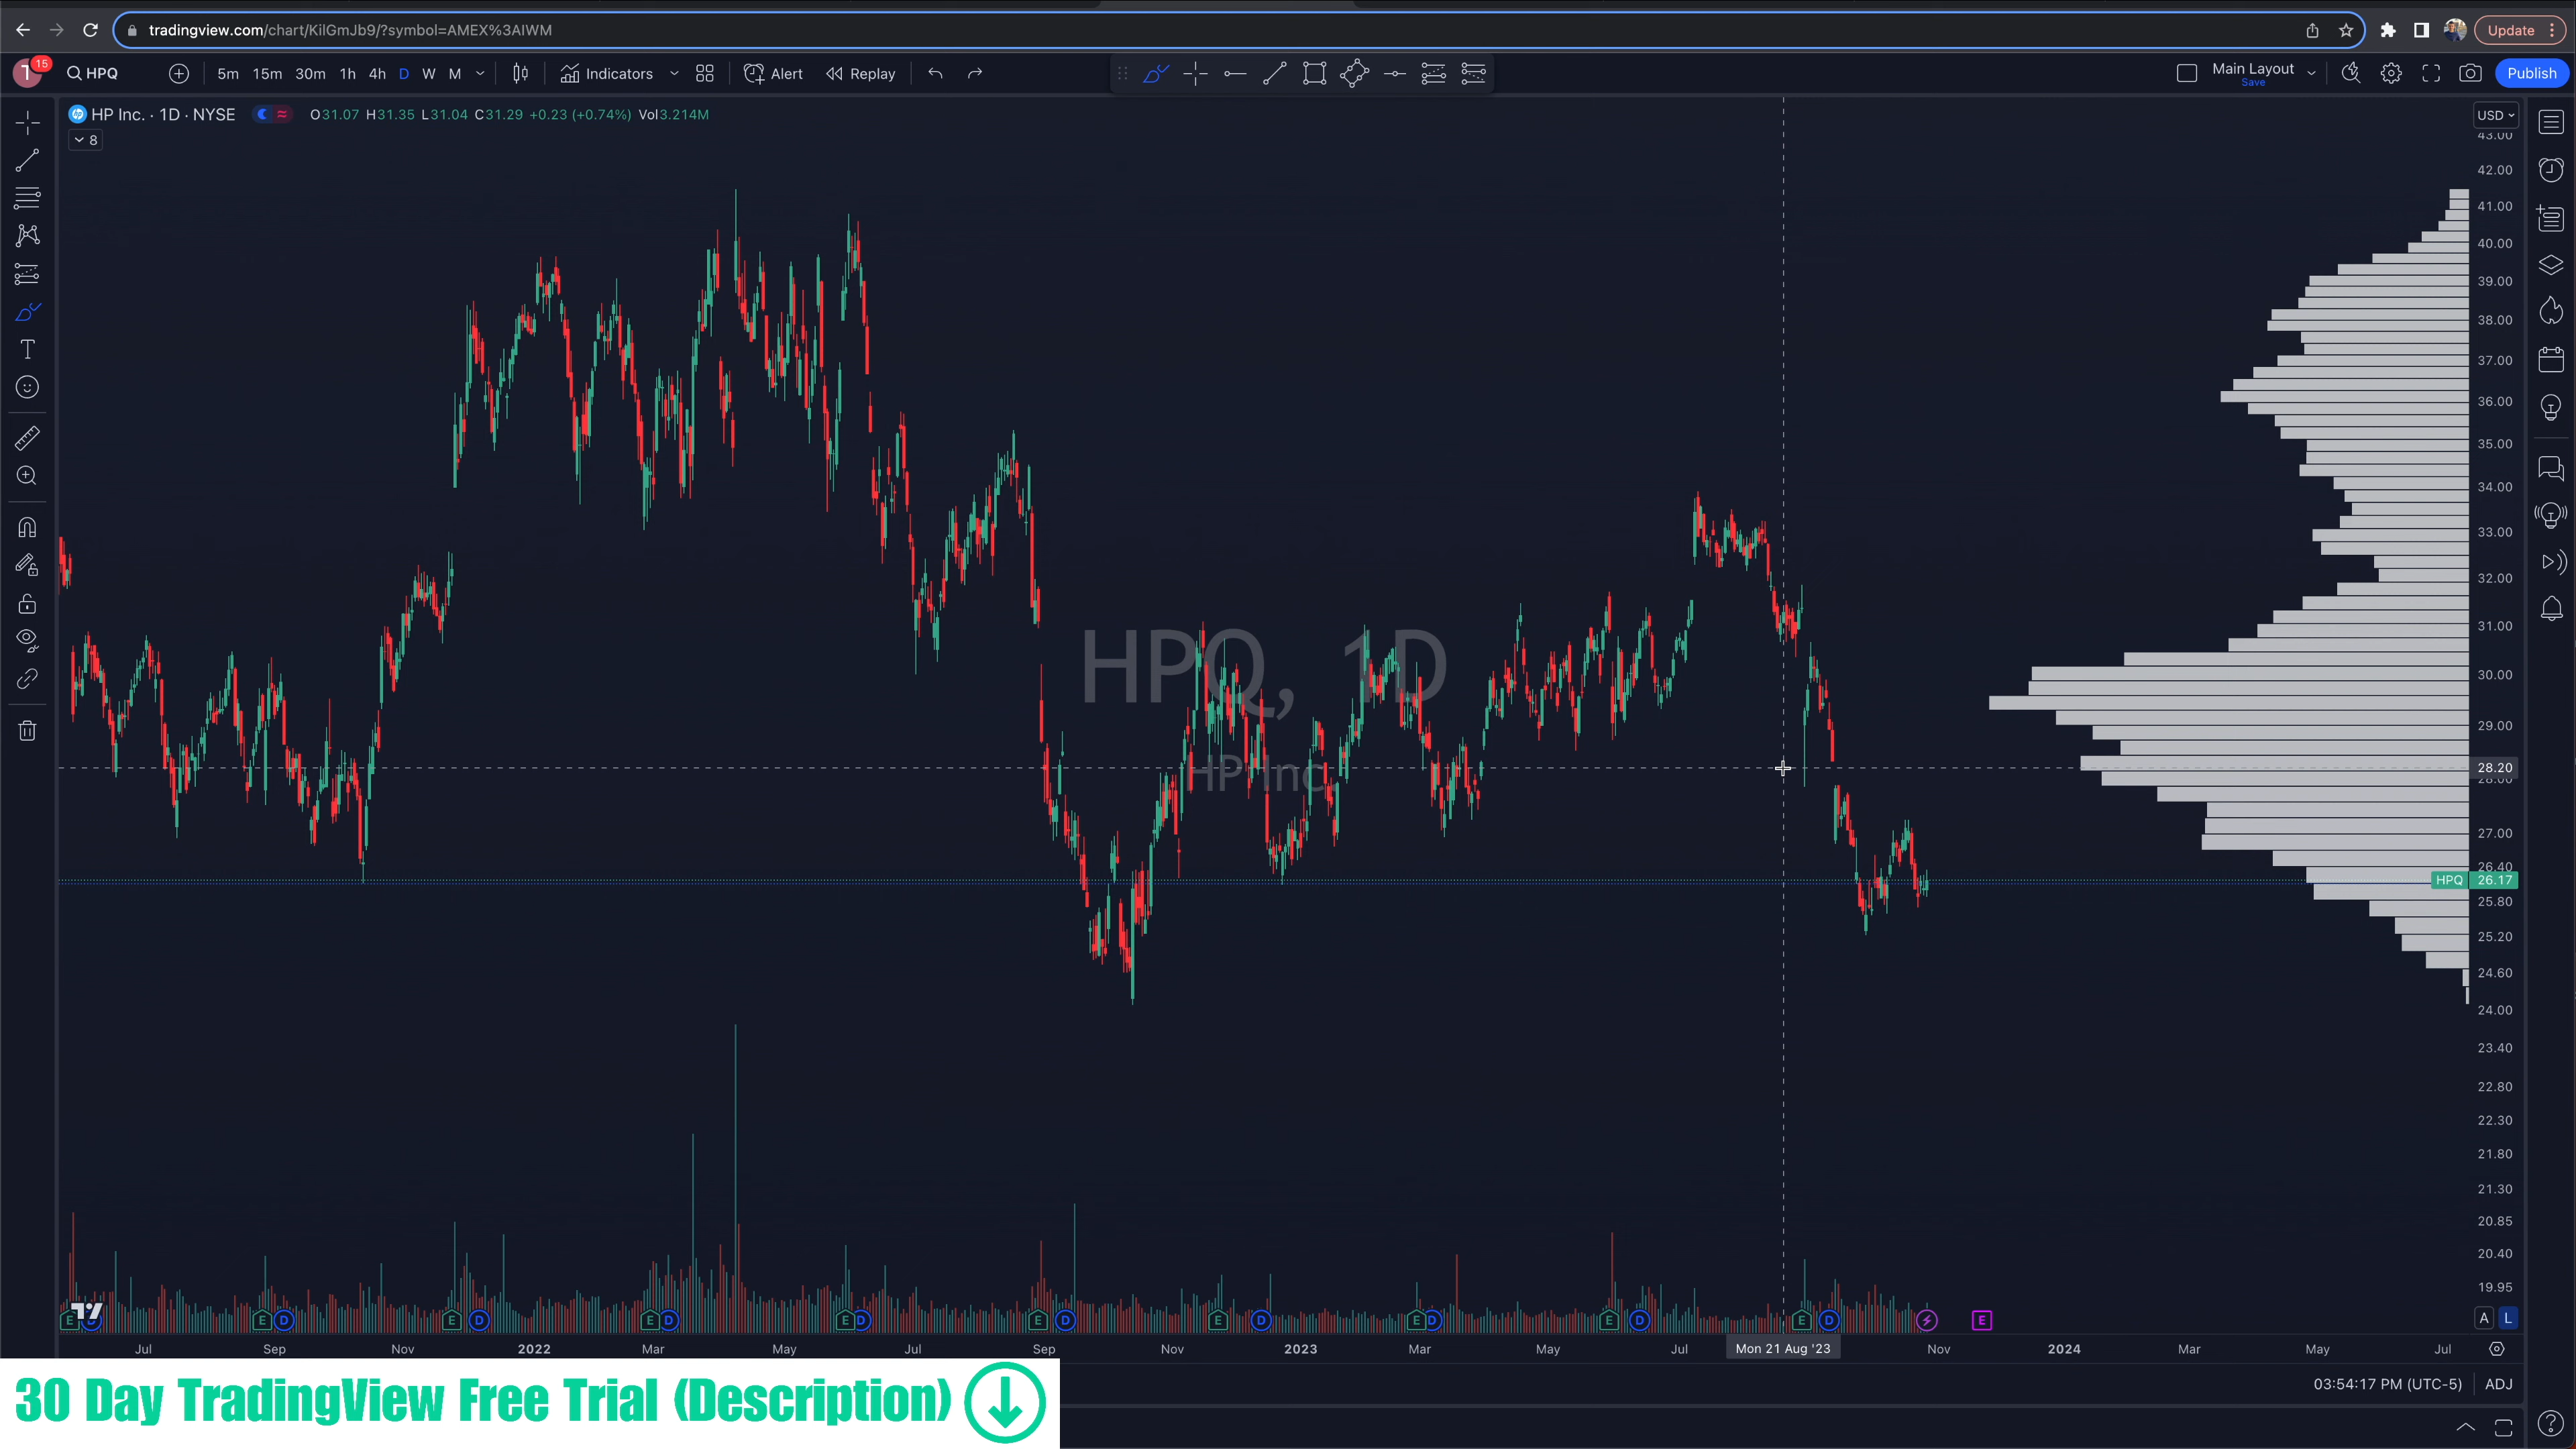 tradingview.com/chart/KilGmJb9/?symbol=AMEX%3AIWM
Update
T 15 HPQ 5m 15m 30m 1h 4h D W M Indicators Alert Replay Main Layout Save Publish
HP Inc. · 1D · NYSE O31.07 H31.35 L31.04 C31.29 +0.23 (+0.74%) Vol3.214M USD
8
43.00
42.00
41.00
40.00
39.00
38.00
37.00
36.00
35.00
34.00
33.00
32.00
31.00
30.00
29.00
28.20
28.00
27.00
26.40
HPQ 26.17
25.80
25.20
24.60
24.00
23.40
22.80
22.30
21.80
21.30
20.85
20.40
19.95
HPQ, 1D
HP Inc
E D E D E D E D E D E D E D E D E D E D E A L
Jul Sep Nov 2022 Mar May Jul Sep Nov 2023 Mar May Jul Mon 21 Aug '23 Nov 2024 Mar May Jul
03:54:17 PM (UTC-5) ADJ
30 Day TradingView Free Trial (Description)